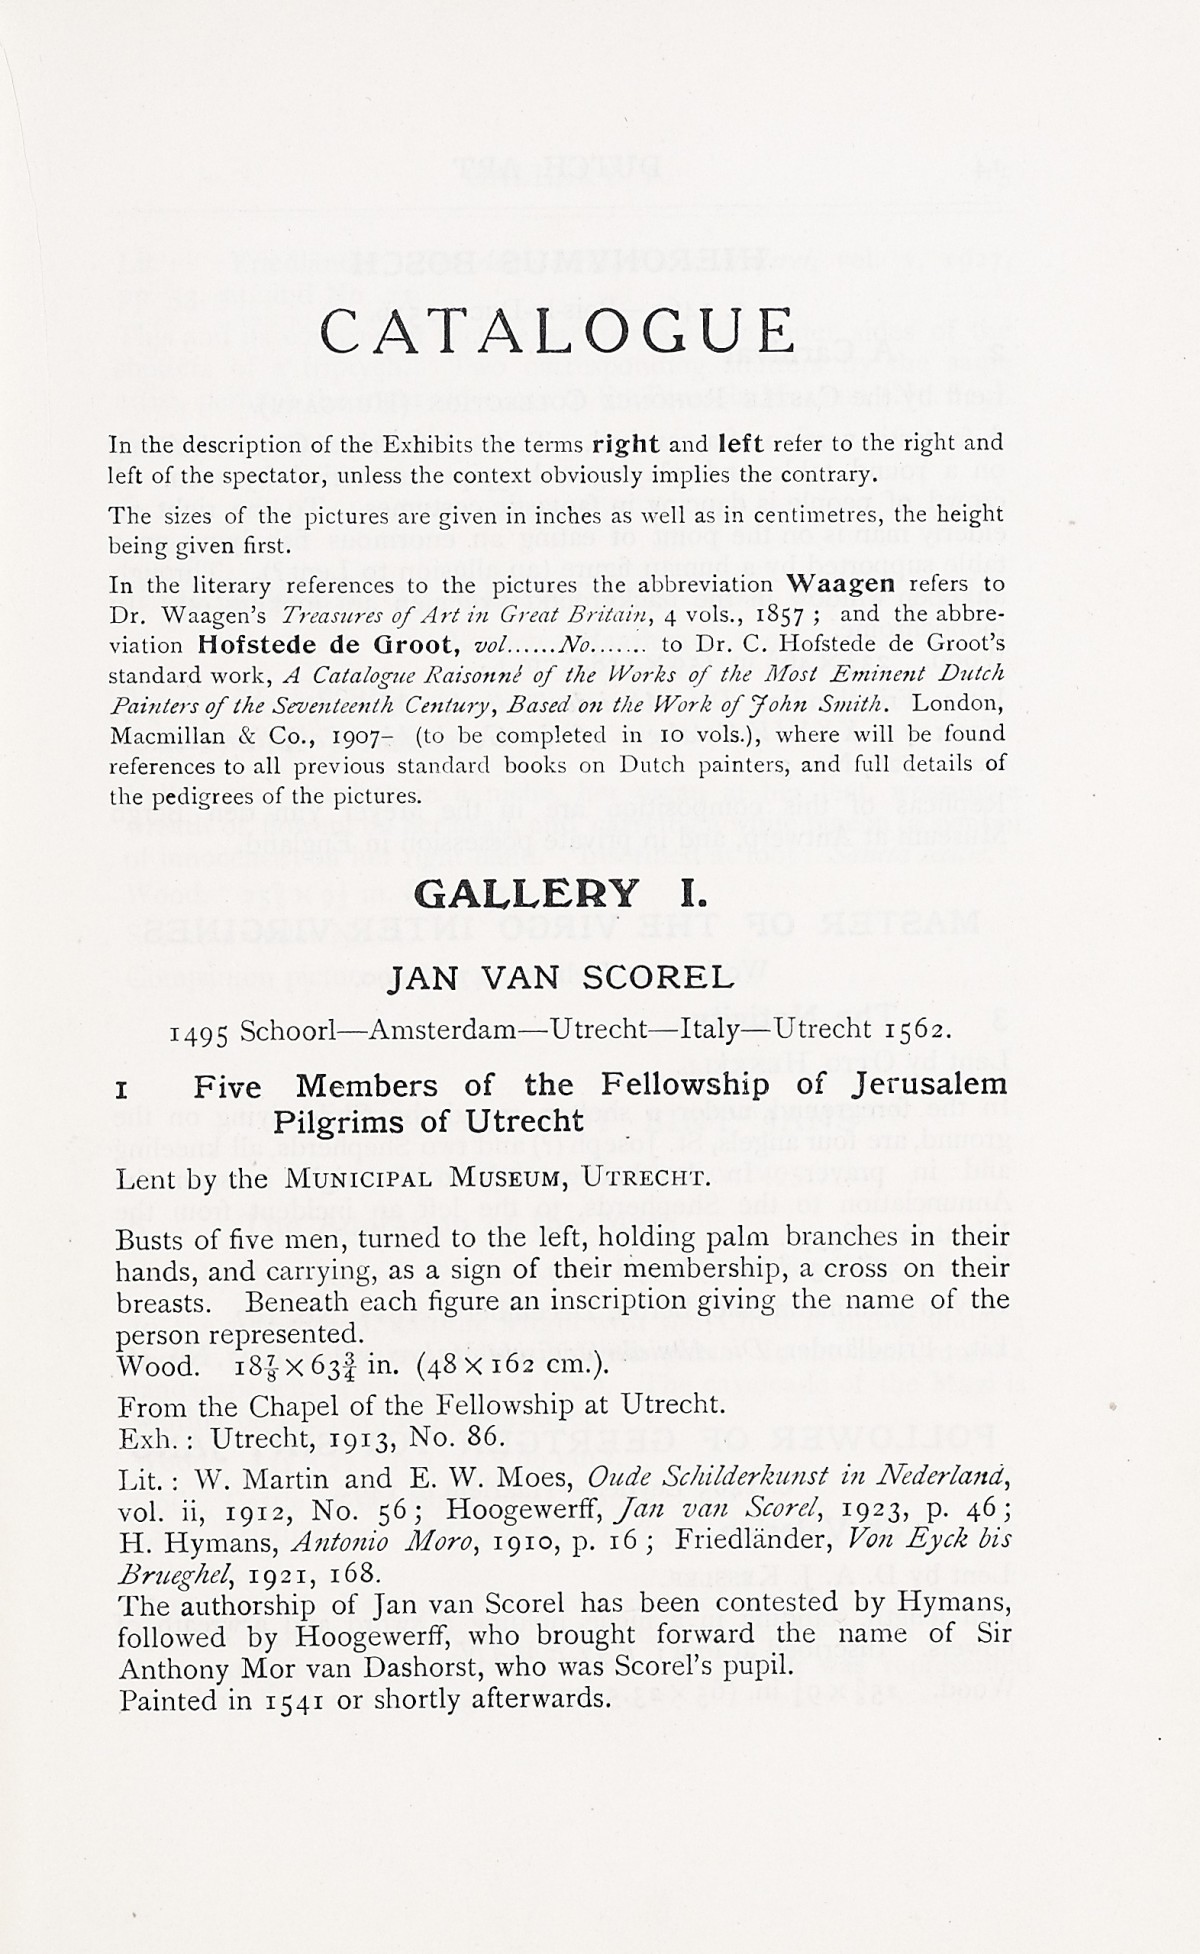 CATALOGUE
In the description of the Exhibits the terms right and left refer to the right and
left of the spectator, unless the context obviously implies the contrary.
The sizes of the pictures are given in inches as well as in centimetres, the height
being given first.
In the literary references to the pictures the abbreviation Waagen refers to
Dr. Waagen's Treasures of Art in Great Britain, 4 vols., 1857 ; and the abbre-
viation Hofstede de Groot, vol......No....... to Dr. C. Hofstede de Groot's
standard work, A Catalogue Raisonné of the Works of the Most Eminent Dutch
Painters of the Seventeenth Century, Based on the Work of John Smith. London,
Macmillan & Co., 1907– (to be completed in 10 vols.), where will be found
references to all previous standard books on Dutch painters, and full details of
the pedigrees of the pictures.
GALLERY I.
JAN VAN SCOREL
1495 Schoorl—Amsterdam—Utrecht—Italy—Utrecht 1562.
1 Five Members of the Fellowship of Jerusalem
Pilgrims of Utrecht
Lent by the MUNICIPAL MUSEUM, UTRECHT.
Busts of five men, turned to the left, holding palm branches in their
hands, and carrying, as a sign of their membership, a cross on their
breasts. Beneath each figure an inscription giving the name of the
person represented.
Wood. 18⅞ × 63¾ in. (48 × 162 cm.).
From the Chapel of the Fellowship at Utrecht.
Exh. : Utrecht, 1913, No. 86.
Lit. : W. Martin and E. W. Moes, Oude Schilderkunst in Nederland,
vol. ii, 1912, No. 56 ; Hoogewerff, Jan van Scorel, 1923, p. 46 ;
H. Hymans, Antonio Moro, 1910, p. 16 ; Friedländer, Von Eyck bis
Brueghel, 1921, 168.
The authorship of Jan van Scorel has been contested by Hymans,
followed by Hoogewerff, who brought forward the name of Sir
Anthony Mor van Dashorst, who was Scorel's pupil.
Painted in 1541 or shortly afterwards.